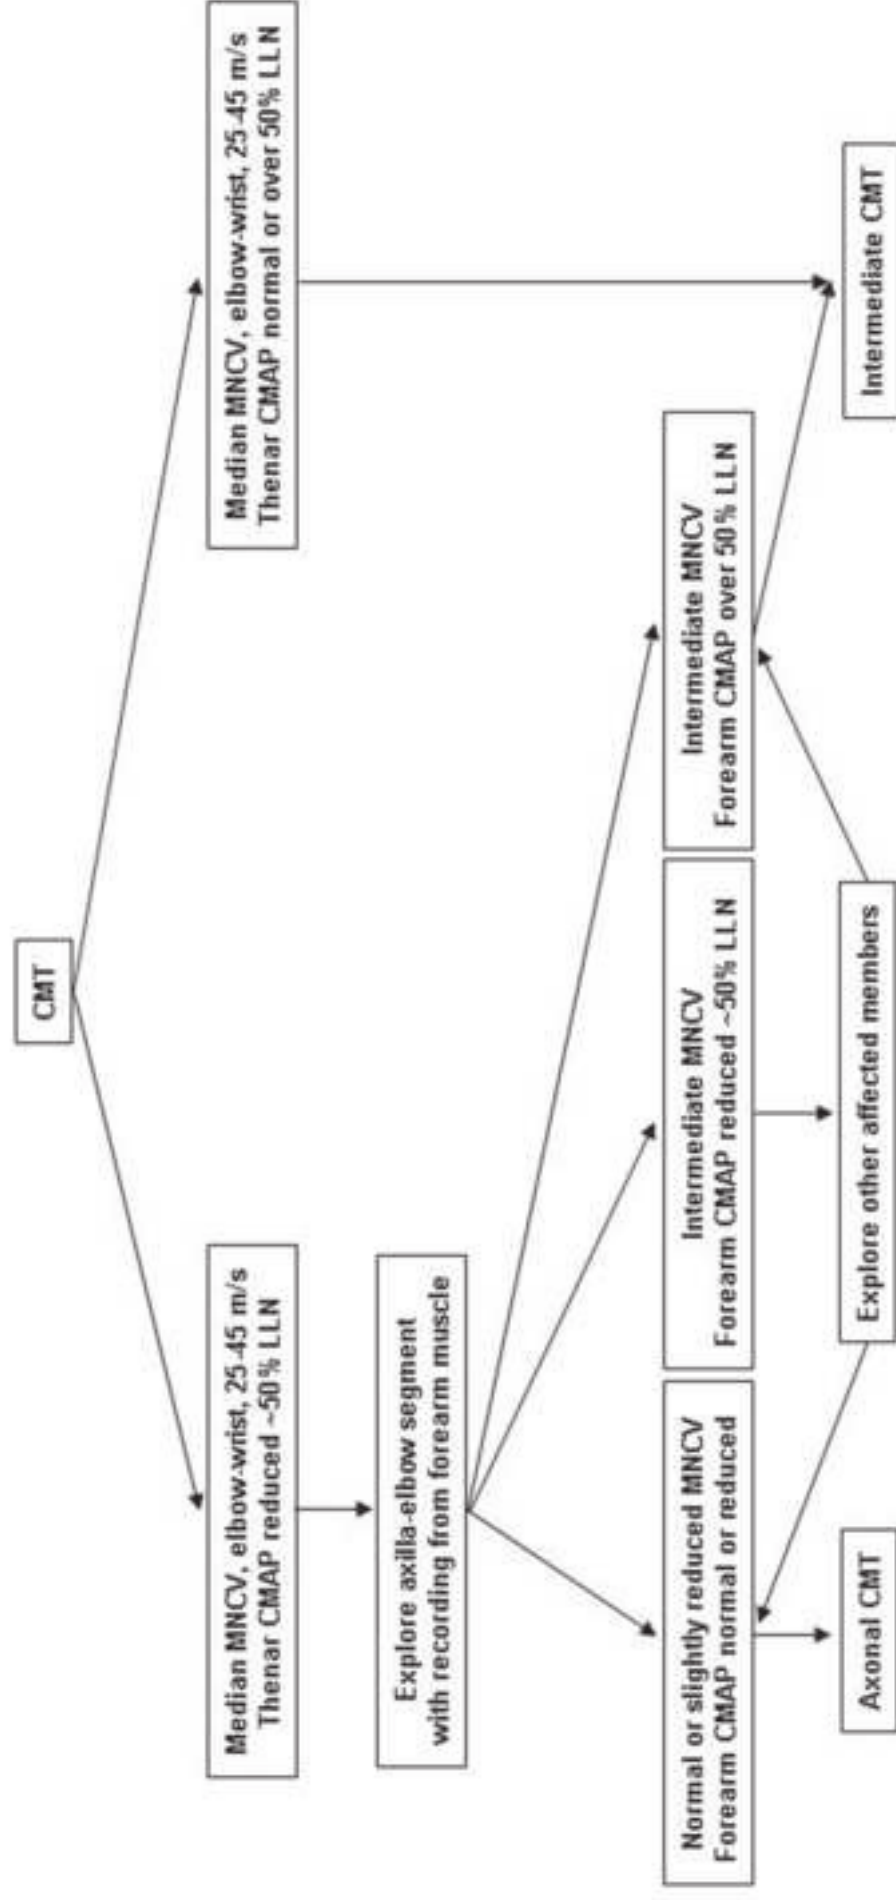 CMT
Median MNCV, elbow-wrist, 25-45 m/s
Thenar CMAP reduced ~50% LLN
Median MNCV, elbow-wrist, 25-45 m/s
Thenar CMAP normal or over 50% LLN
Explore axilla-elbow segment
with recording from forearm muscle
Normal or slightly reduced MNCV
Forearm CMAP normal or reduced
Intermediate MNCV
Forearm CMAP reduced ~50% LLN
Intermediate MNCV
Forearm CMAP over 50% LLN
Axonal CMT
Explore other affected members
Intermediate CMT